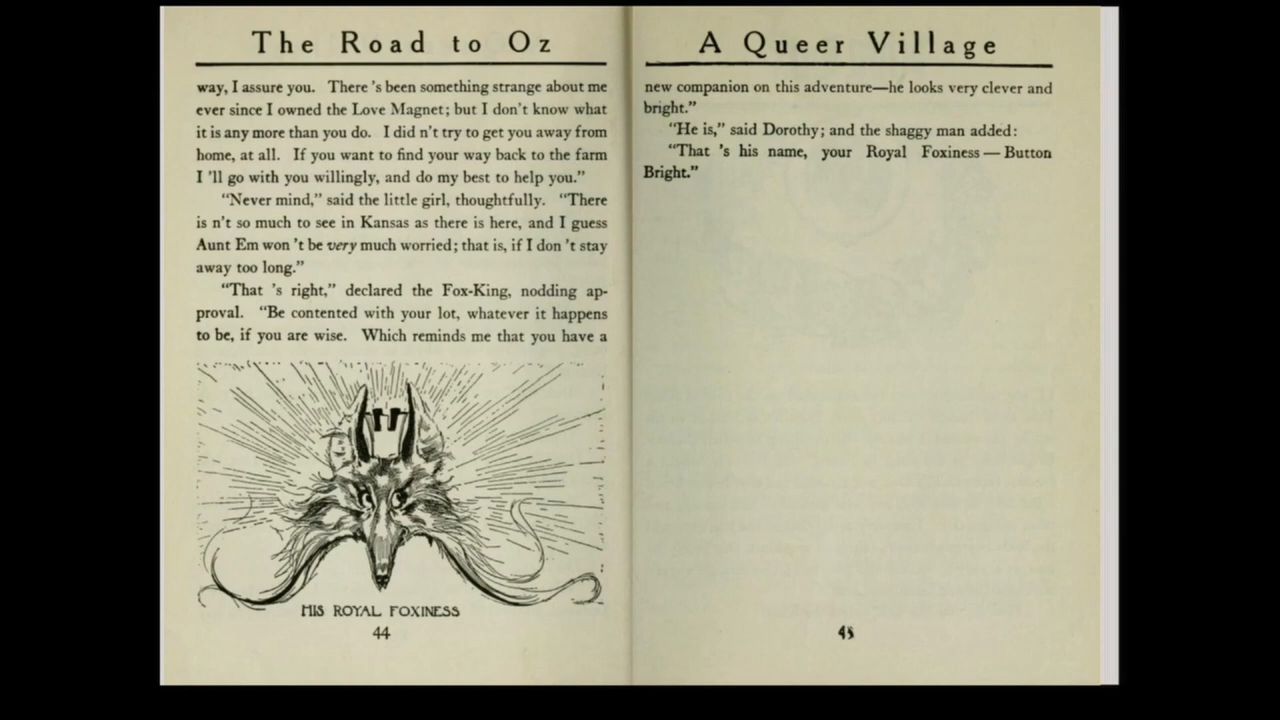 The Road to Oz
way, I assure you. There 's been something strange about me
ever since I owned the Love Magnet; but I don't know what
it is any more than you do. I did n't try to get you away from
home, at all. If you want to find your way back to the farm
I 'll go with you willingly, and do my best to help you.”
“Never mind,” said the little girl, thoughtfully. “There
is n't so much to see in Kansas as there is here, and I guess
Aunt Em won 't be very much worried; that is, if I don 't stay
away too long.”
“That 's right,” declared the Fox-King, nodding ap-
proval. “Be contented with your lot, whatever it happens
to be, if you are wise. Which reminds me that you have a
HIS ROYAL FOXINESS
44
A Queer Village
new companion on this adventure—he looks very clever and
bright.”
“He is,” said Dorothy; and the shaggy man added:
“That 's his name, your Royal Foxiness — Button
Bright.”
45